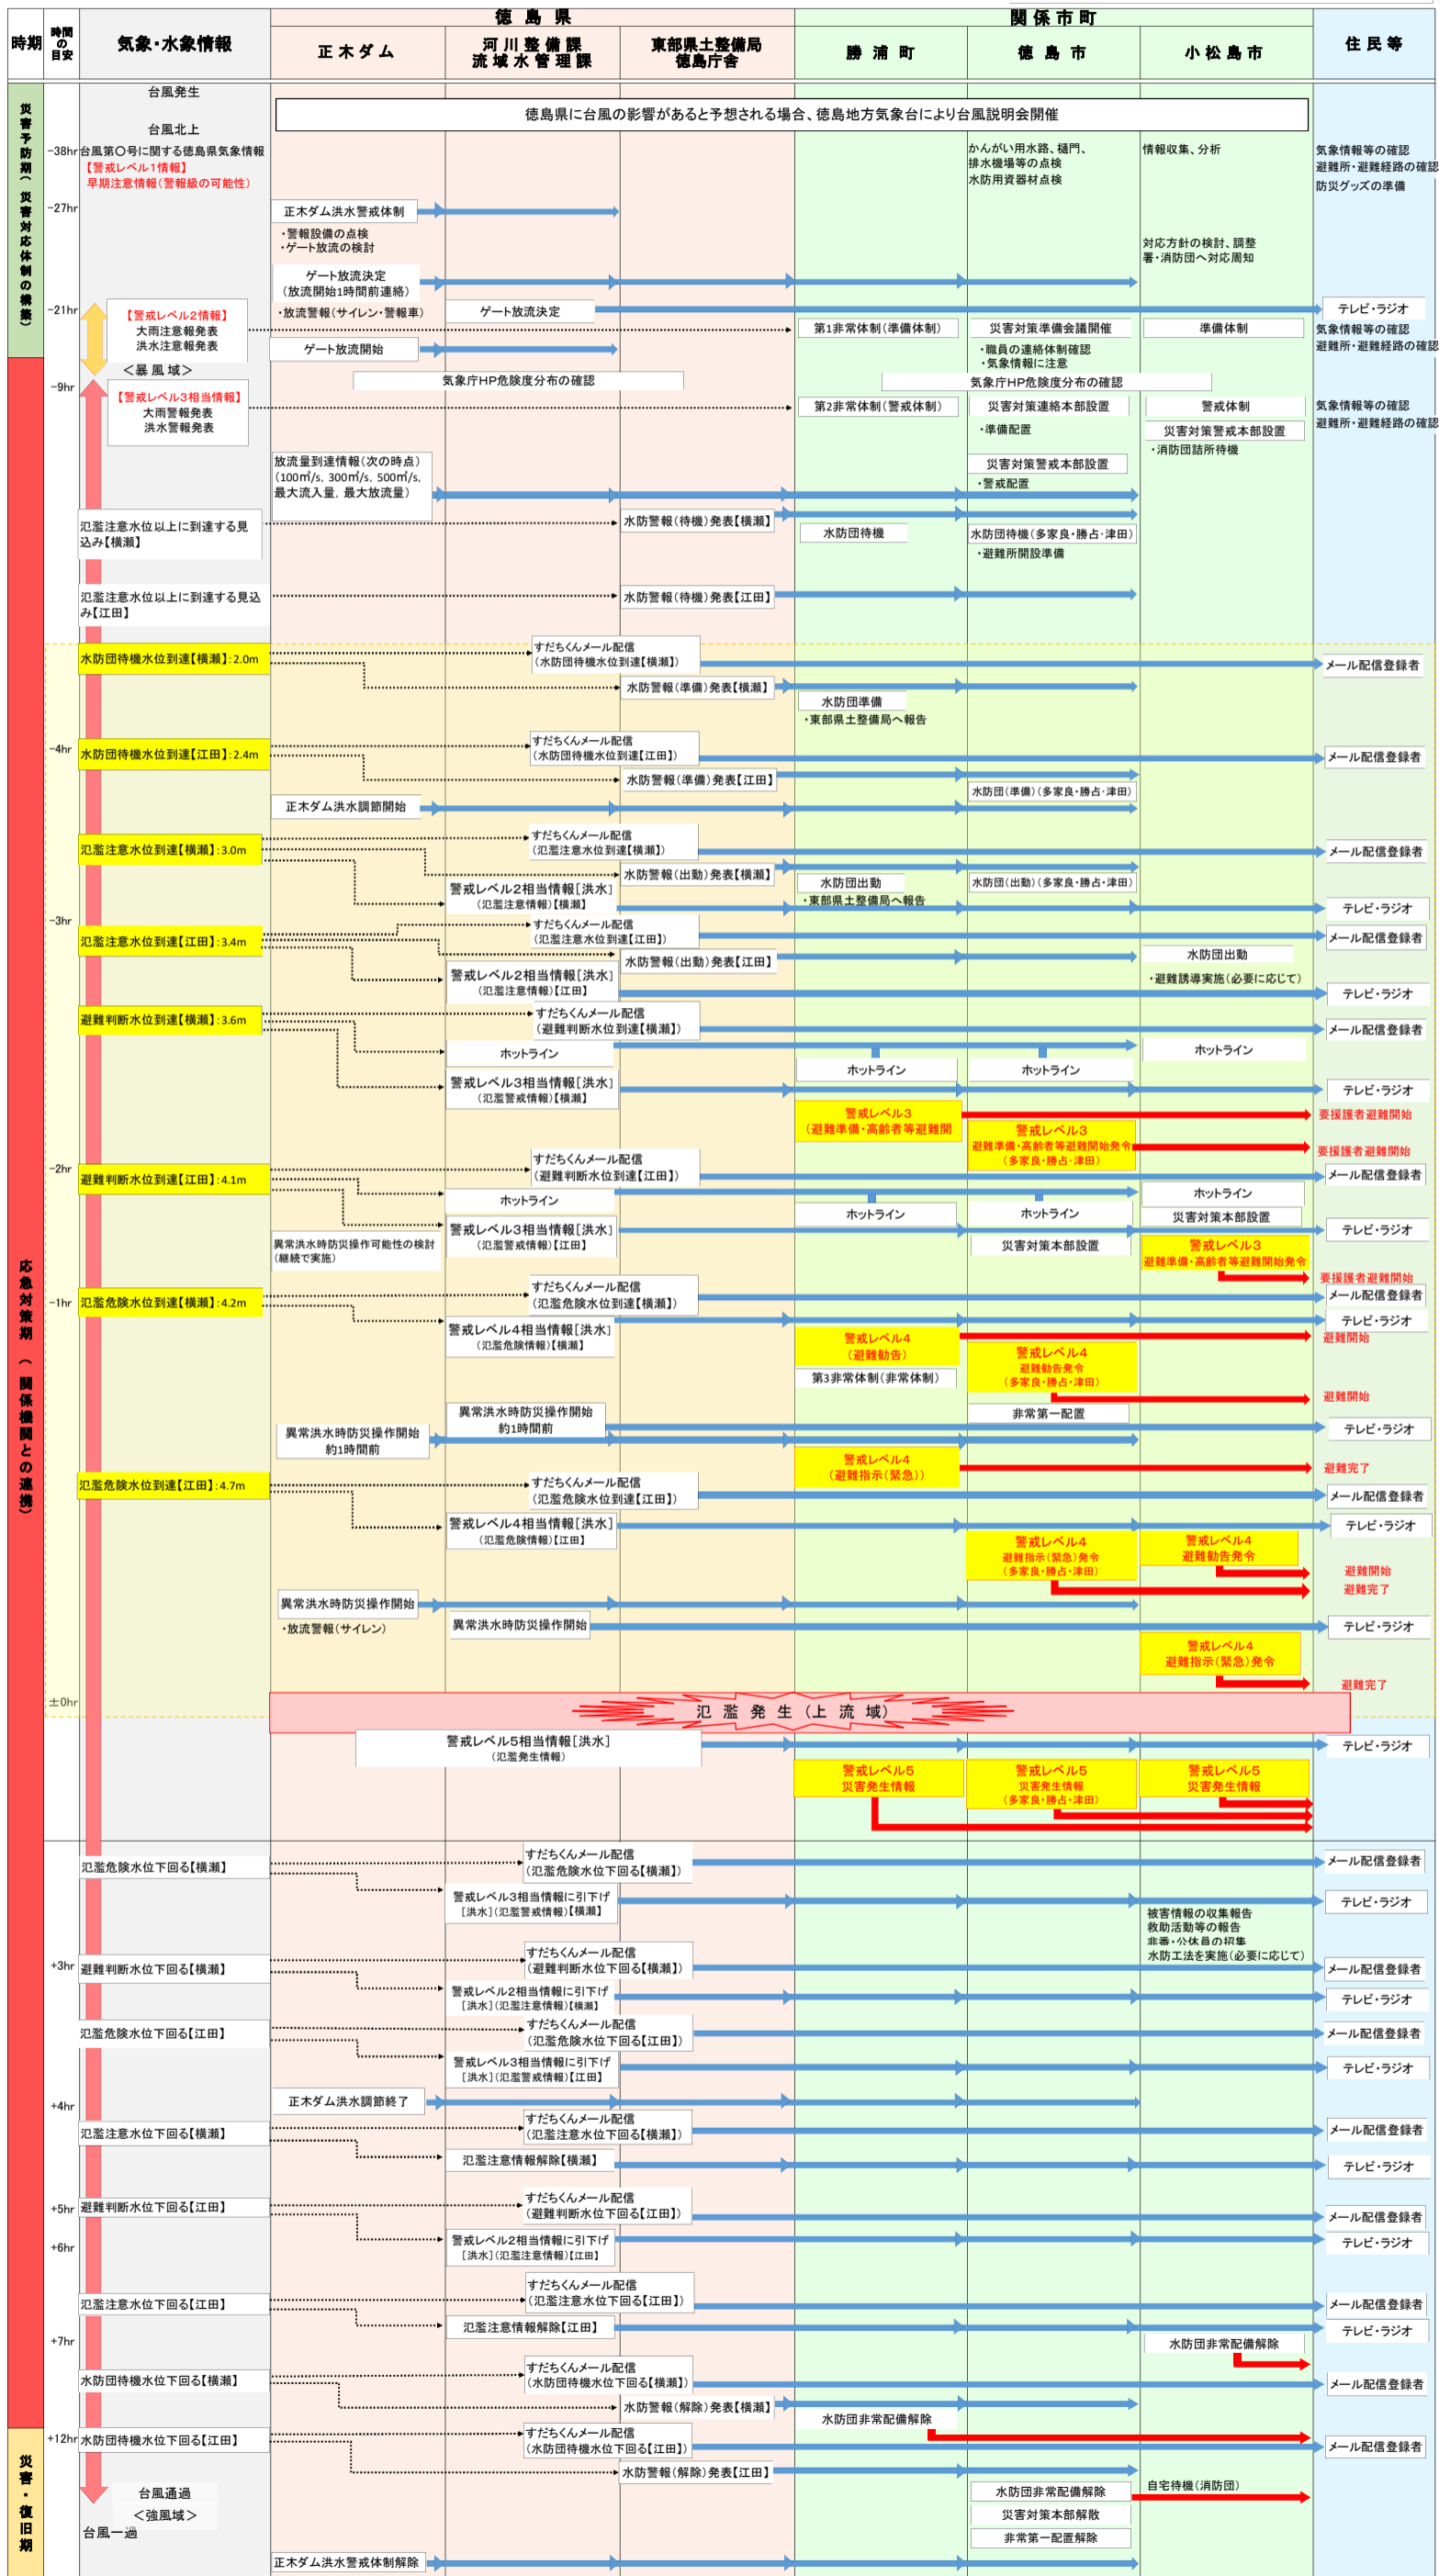 時期
時間の目安
気象・水象情報
徳島県
関係市町
住民等
正木ダム
河川整備課
流域水管理課
東部県土整備局
徳島庁舎
勝浦町
徳島市
小松島市
災害予防期(災害対応体制の構築)
台風発生
徳島県に台風の影響があると予想される場合、徳島地方気象台により台風説明会開催
台風北上
-38hr
台風第〇号に関する徳島県気象情報
【警戒レベル1情報】
早期注意情報(警報級の可能性)
かんがい用水路、樋門、
排水機場等の点検
水防用資器材点検
情報収集、分析
気象情報等の確認
避難所・避難経路の確認
防災グッズの準備
-27hr
正木ダム洪水警戒体制
・警報設備の点検
・ゲート放流の検討
対応方針の検討、調整
署・消防団へ対応周知
ゲート放流決定
(放流開始1時間前連絡)
-21hr
・放流警報(サイレン・警報車)
ゲート放流決定
テレビ・ラジオ
【警戒レベル2情報】
大雨注意報発表
洪水注意報発表
第1非常体制(準備体制)
災害対策準備会議開催
準備体制
気象情報等の確認
避難所・避難経路の確認
ゲート放流開始
・職員の連絡体制確認
・気象情報に注意
<暴風域>
応急対策期 (関係機関との連携)
-9hr
気象庁HP危険度分布の確認
気象庁HP危険度分布の確認
【警戒レベル3相当情報】
大雨警報発表
洪水警報発表
第2非常体制(警戒体制)
災害対策連絡本部設置
警戒体制
気象情報等の確認
避難所・避難経路の確認
・準備配置
災害対策警戒本部設置
・消防団詰所待機
放流量到達情報(次の時点)
(100㎥/s, 300㎥/s, 500㎥/s,
最大流入量, 最大放流量)
災害対策警戒本部設置
・警戒配置
氾濫注意水位以上に到達する見
込み【横瀬】
水防警報(待機)発表【横瀬】
水防団待機
水防団待機(多家良・勝占・津田)
・避難所開設準備
氾濫注意水位以上に到達する見込
み【江田】
水防警報(待機)発表【江田】
水防団待機水位到達【横瀬】:2.0m
すだちくんメール配信
(水防団待機水位到達【横瀬】)
メール配信登録者
水防警報(準備)発表【横瀬】
水防団準備
・東部県土整備局へ報告
-4hr
水防団待機水位到達【江田】:2.4m
すだちくんメール配信
(水防団待機水位到達【江田】)
メール配信登録者
水防警報(準備)発表【江田】
水防団(準備)(多家良・勝占・津田)
正木ダム洪水調節開始
氾濫注意水位到達【横瀬】:3.0m
すだちくんメール配信
(氾濫注意水位到達【横瀬】)
メール配信登録者
水防警報(出動)発表【横瀬】
水防団出動
水防団(出動)(多家良・勝占・津田)
・東部県土整備局へ報告
警戒レベル2相当情報[洪水]
(氾濫注意情報)【横瀬】
テレビ・ラジオ
-3hr
氾濫注意水位到達【江田】:3.4m
すだちくんメール配信
(氾濫注意水位到達【江田】)
メール配信登録者
水防警報(出動)発表【江田】
水防団出動
・避難誘導実施(必要に応じて)
警戒レベル2相当情報[洪水]
(氾濫注意情報)【江田】
テレビ・ラジオ
避難判断水位到達【横瀬】:3.6m
すだちくんメール配信
(避難判断水位到達【横瀬】)
メール配信登録者
ホットライン
ホットライン
ホットライン
ホットライン
警戒レベル3相当情報[洪水]
(氾濫警戒情報)【横瀬】
テレビ・ラジオ
警戒レベル3
(避難準備・高齢者等避難開
要援護者避難開始
警戒レベル3
避難準備・高齢者等避難開始発令
(多家良・勝占・津田)
要援護者避難開始
-2hr
避難判断水位到達【江田】:4.1m
すだちくんメール配信
(避難判断水位到達【江田】)
メール配信登録者
ホットライン
ホットライン
ホットライン
ホットライン
災害対策本部設置
異常洪水時防災操作可能性の検討
(継続で実施)
警戒レベル3相当情報[洪水]
(氾濫警戒情報)【江田】
テレビ・ラジオ
災害対策本部設置
警戒レベル3
避難準備・高齢者等避難開始発令
要援護者避難開始
-1hr
氾濫危険水位到達【横瀬】:4.2m
すだちくんメール配信
(氾濫危険水位到達【横瀬】)
メール配信登録者
警戒レベル4相当情報[洪水]
(氾濫危険情報)【横瀬】
テレビ・ラジオ
警戒レベル4
(避難勧告)
避難開始
第3非常体制(非常体制)
警戒レベル4
避難勧告発令
(多家良・勝占・津田)
避難開始
非常第一配置
異常洪水時防災操作開始
約1時間前
異常洪水時防災操作開始
約1時間前
テレビ・ラジオ
警戒レベル4
(避難指示(緊急))
避難完了
氾濫危険水位到達【江田】:4.7m
すだちくんメール配信
(氾濫危険水位到達【江田】)
メール配信登録者
警戒レベル4相当情報[洪水]
(氾濫危険情報)【江田】
テレビ・ラジオ
警戒レベル4
避難指示(緊急)発令
(多家良・勝占・津田)
警戒レベル4
避難勧告発令
避難開始
避難完了
異常洪水時防災操作開始
・放流警報(サイレン)
異常洪水時防災操作開始
テレビ・ラジオ
警戒レベル4
避難指示(緊急)発令
避難完了
±0hr
氾濫発生(上流域)
警戒レベル5相当情報[洪水]
(氾濫発生情報)
テレビ・ラジオ
警戒レベル5
災害発生情報
警戒レベル5
災害発生情報
(多家良・勝占・津田)
警戒レベル5
災害発生情報
氾濫危険水位下回る【横瀬】
すだちくんメール配信
(氾濫危険水位下回る【横瀬】)
メール配信登録者
警戒レベル3相当情報に引下げ
[洪水](氾濫警戒情報)【横瀬】
テレビ・ラジオ
被害情報の収集報告
救助活動等の報告
非番・公休員の招集
水防工法を実施(必要に応じて)
+3hr
避難判断水位下回る【横瀬】
すだちくんメール配信
(避難判断水位下回る【横瀬】)
メール配信登録者
警戒レベル2相当情報に引下げ
[洪水](氾濫注意情報)【横瀬】
テレビ・ラジオ
氾濫危険水位下回る【江田】
すだちくんメール配信
(氾濫危険水位下回る【江田】)
メール配信登録者
警戒レベル3相当情報に引下げ
[洪水](氾濫警戒情報)【江田】
テレビ・ラジオ
+4hr
正木ダム洪水調節終了
氾濫注意水位下回る【横瀬】
すだちくんメール配信
(氾濫注意水位下回る【横瀬】)
メール配信登録者
氾濫注意情報解除【横瀬】
テレビ・ラジオ
+5hr
避難判断水位下回る【江田】
すだちくんメール配信
(避難判断水位下回る【江田】)
メール配信登録者
+6hr
警戒レベル2相当情報に引下げ
[洪水](氾濫注意情報)【江田】
テレビ・ラジオ
氾濫注意水位下回る【江田】
すだちくんメール配信
(氾濫注意水位下回る【江田】)
メール配信登録者
氾濫注意情報解除【江田】
テレビ・ラジオ
+7hr
水防団非常配備解除
水防団待機水位下回る【横瀬】
すだちくんメール配信
(水防団待機水位下回る【横瀬】)
メール配信登録者
水防警報(解除)発表【横瀬】
水防団非常配備解除
災害・復旧期
+12hr
水防団待機水位下回る【江田】
すだちくんメール配信
(水防団待機水位下回る【江田】)
メール配信登録者
水防警報(解除)発表【江田】
台風通過
<強風域>
台風一過
水防団非常配備解除
自宅待機(消防団)
災害対策本部解散
非常第一配置解除
正木ダム洪水警戒体制解除